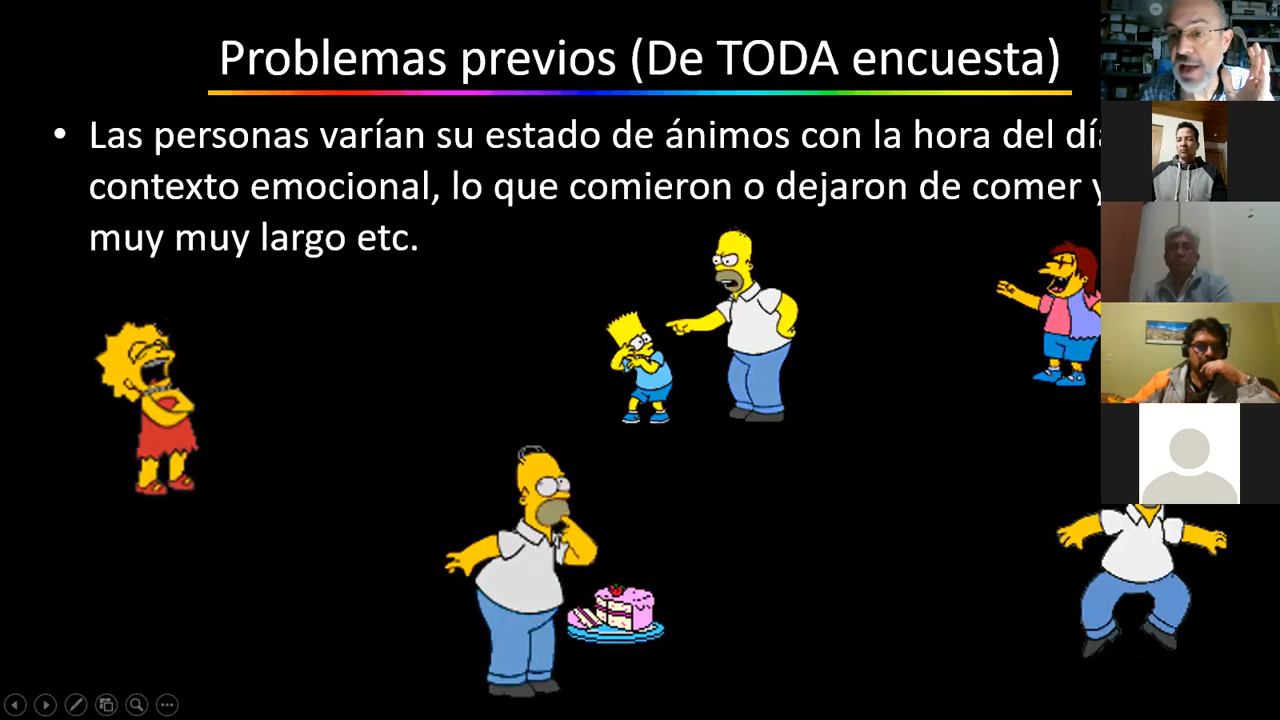 Problemas previos (De TODA encuesta)
• Las personas varían su estado de ánimos con la hora del día
contexto emocional, lo que comieron o dejaron de comer y
muy muy largo etc.